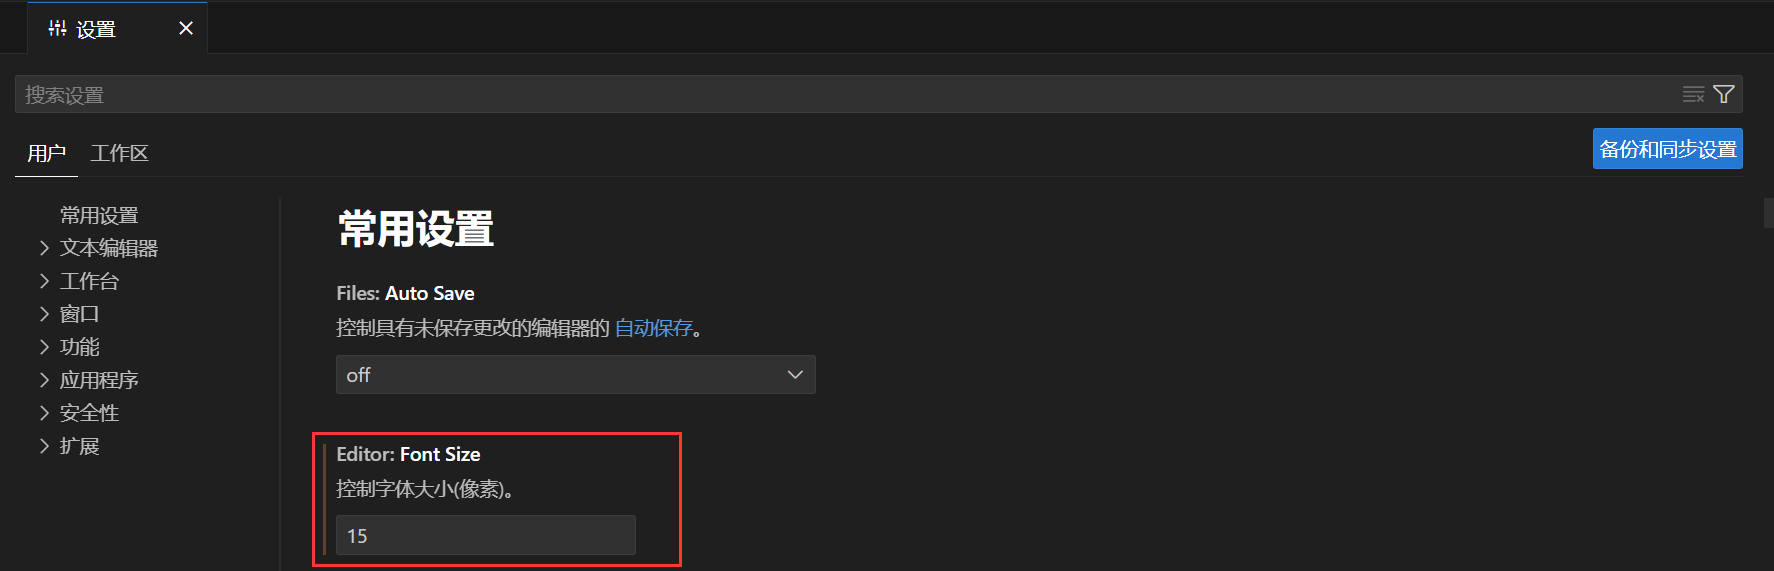 设置
搜索设置
用户 工作区
备份和同步设置
常用设置
文本编辑器
工作台
窗口
功能
应用程序
安全性
扩展
常用设置
Files: Auto Save
控制具有未保存更改的编辑器的 自动保存。
off
Editor: Font Size
控制字体大小(像素)。
15